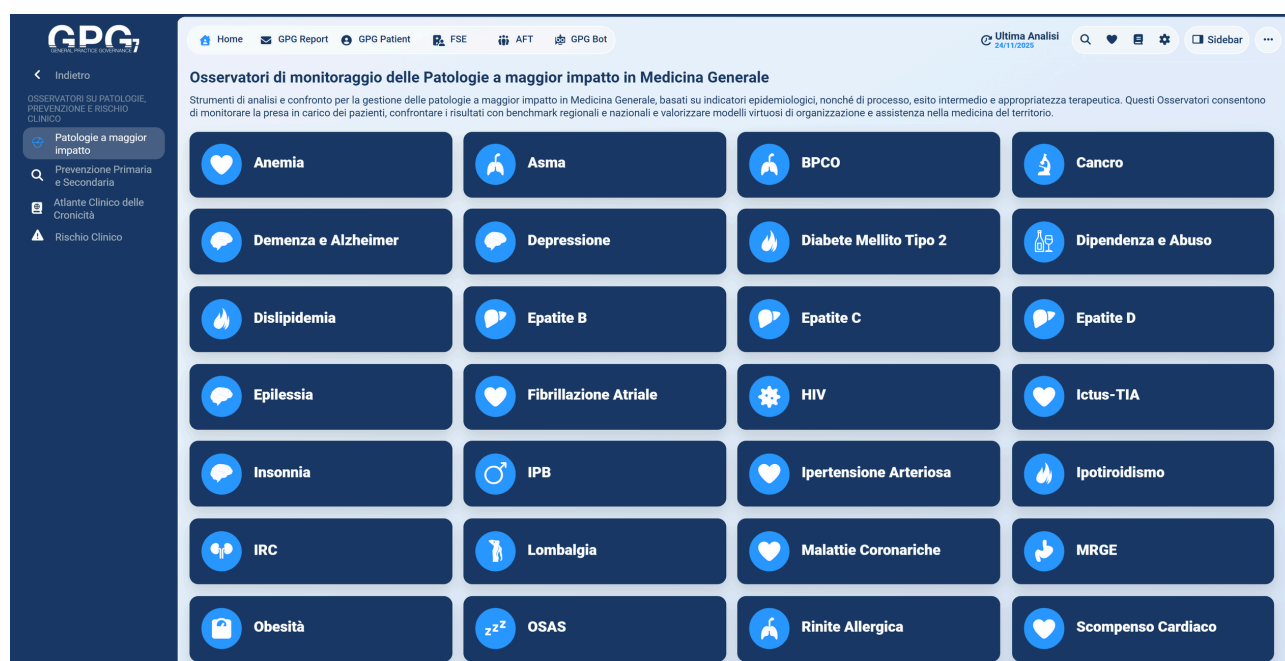 GPG7
GENERAL PRACTICE GOVERNANCE
Home
GPG Report
GPG Patient
FSE
AFT
GPG Bot
Ultima Analisi
24/11/2025
Sidebar
Indietro
OSSERVATORI SU PATOLOGIE,
PREVENZIONE E RISCHIO
CLINICO
Patologie a maggior
impatto
Prevenzione Primaria
e Secondaria
Atlante Clinico delle
Cronicità
Rischio Clinico
Osservatori di monitoraggio delle Patologie a maggior impatto in Medicina Generale
Strumenti di analisi e confronto per la gestione delle patologie a maggior impatto in Medicina Generale, basati su indicatori epidemiologici, nonché di processo, esito intermedio e appropriatezza terapeutica. Questi Osservatori consentono
di monitorare la presa in carico dei pazienti, confrontare i risultati con benchmark regionali e nazionali e valorizzare modelli virtuosi di organizzazione e assistenza nella medicina del territorio.
Anemia
Asma
BPCO
Cancro
Demenza e Alzheimer
Depressione
Diabete Mellito Tipo 2
Dipendenza e Abuso
Dislipidemia
Epatite B
Epatite C
Epatite D
Epilessia
Fibrillazione Atriale
HIV
Ictus-TIA
Insonnia
IPB
Ipertensione Arteriosa
Ipotiroidismo
IRC
Lombalgia
Malattie Coronariche
MRGE
Obesità
zzZ
OSAS
Rinite Allergica
Scompenso Cardiaco